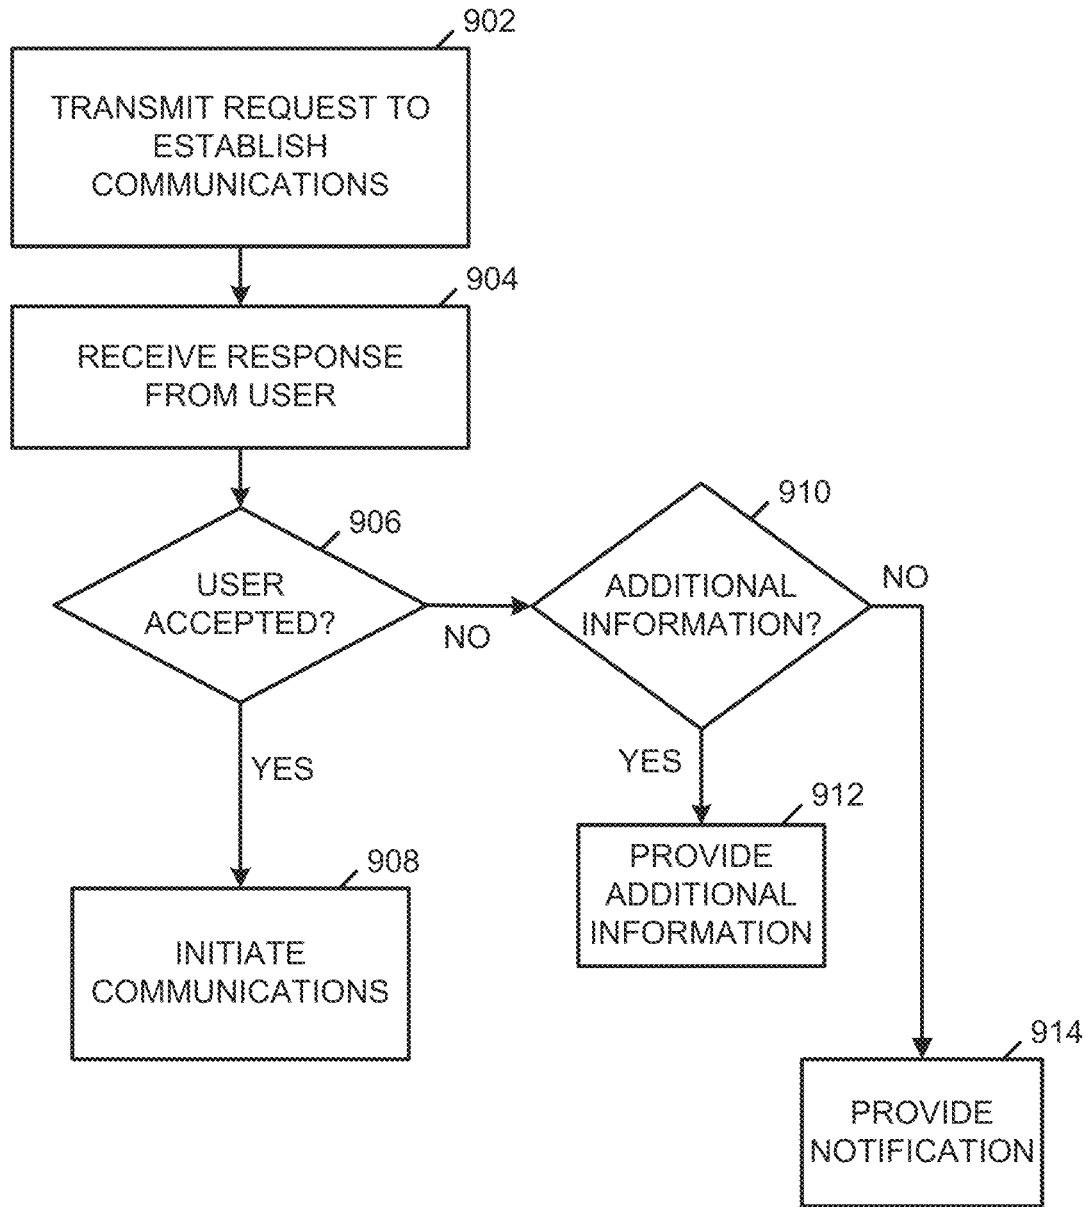 902
TRANSMIT REQUEST TO
ESTABLISH
COMMUNICATIONS
904
RECEIVE RESPONSE
FROM USER
906
USER
ACCEPTED?
NO
910
ADDITIONAL
INFORMATION?
NO
YES
908
INITIATE
COMMUNICATIONS
YES
912
PROVIDE
ADDITIONAL
INFORMATION
914
PROVIDE
NOTIFICATION